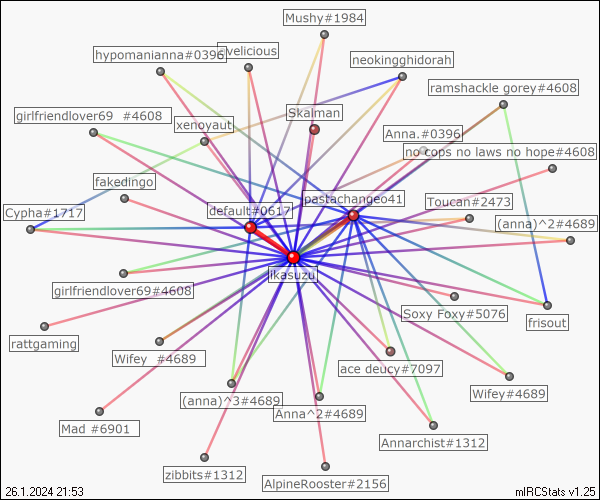 Mushy#1984
hypomanianna#0396
velicious
neokingghidorah
ramshackle gorey#4608
girlfriendlover69 #4608
xenoyaut
Skalman
Anna.#0396
no cops no laws no hope#4608
fakedingo
pastachangeo41
Toucan#2473
Cypha#1717
default#0617
(anna)^2#4689
ikasuzu
girlfriendlover69#4608
Soxy Foxy#5076
frisout
rattgaming
Wifey #4689
ace deucy#7097
Wifey#4689
(anna)^3#4689
Anna^2#4689
Mad #6901
Annarchist#1312
zibbits#1312
AlpineRooster#2156
26.1.2024 21:53
mIRCStats v1.25